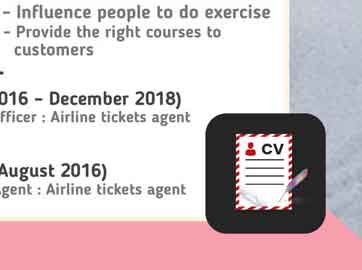 - Influence people to do exercise
- Provide the right courses to
customers
016 - December 2018)
fficer : Airline tickets agent
August 2016)
gent : Airline tickets agent
CV